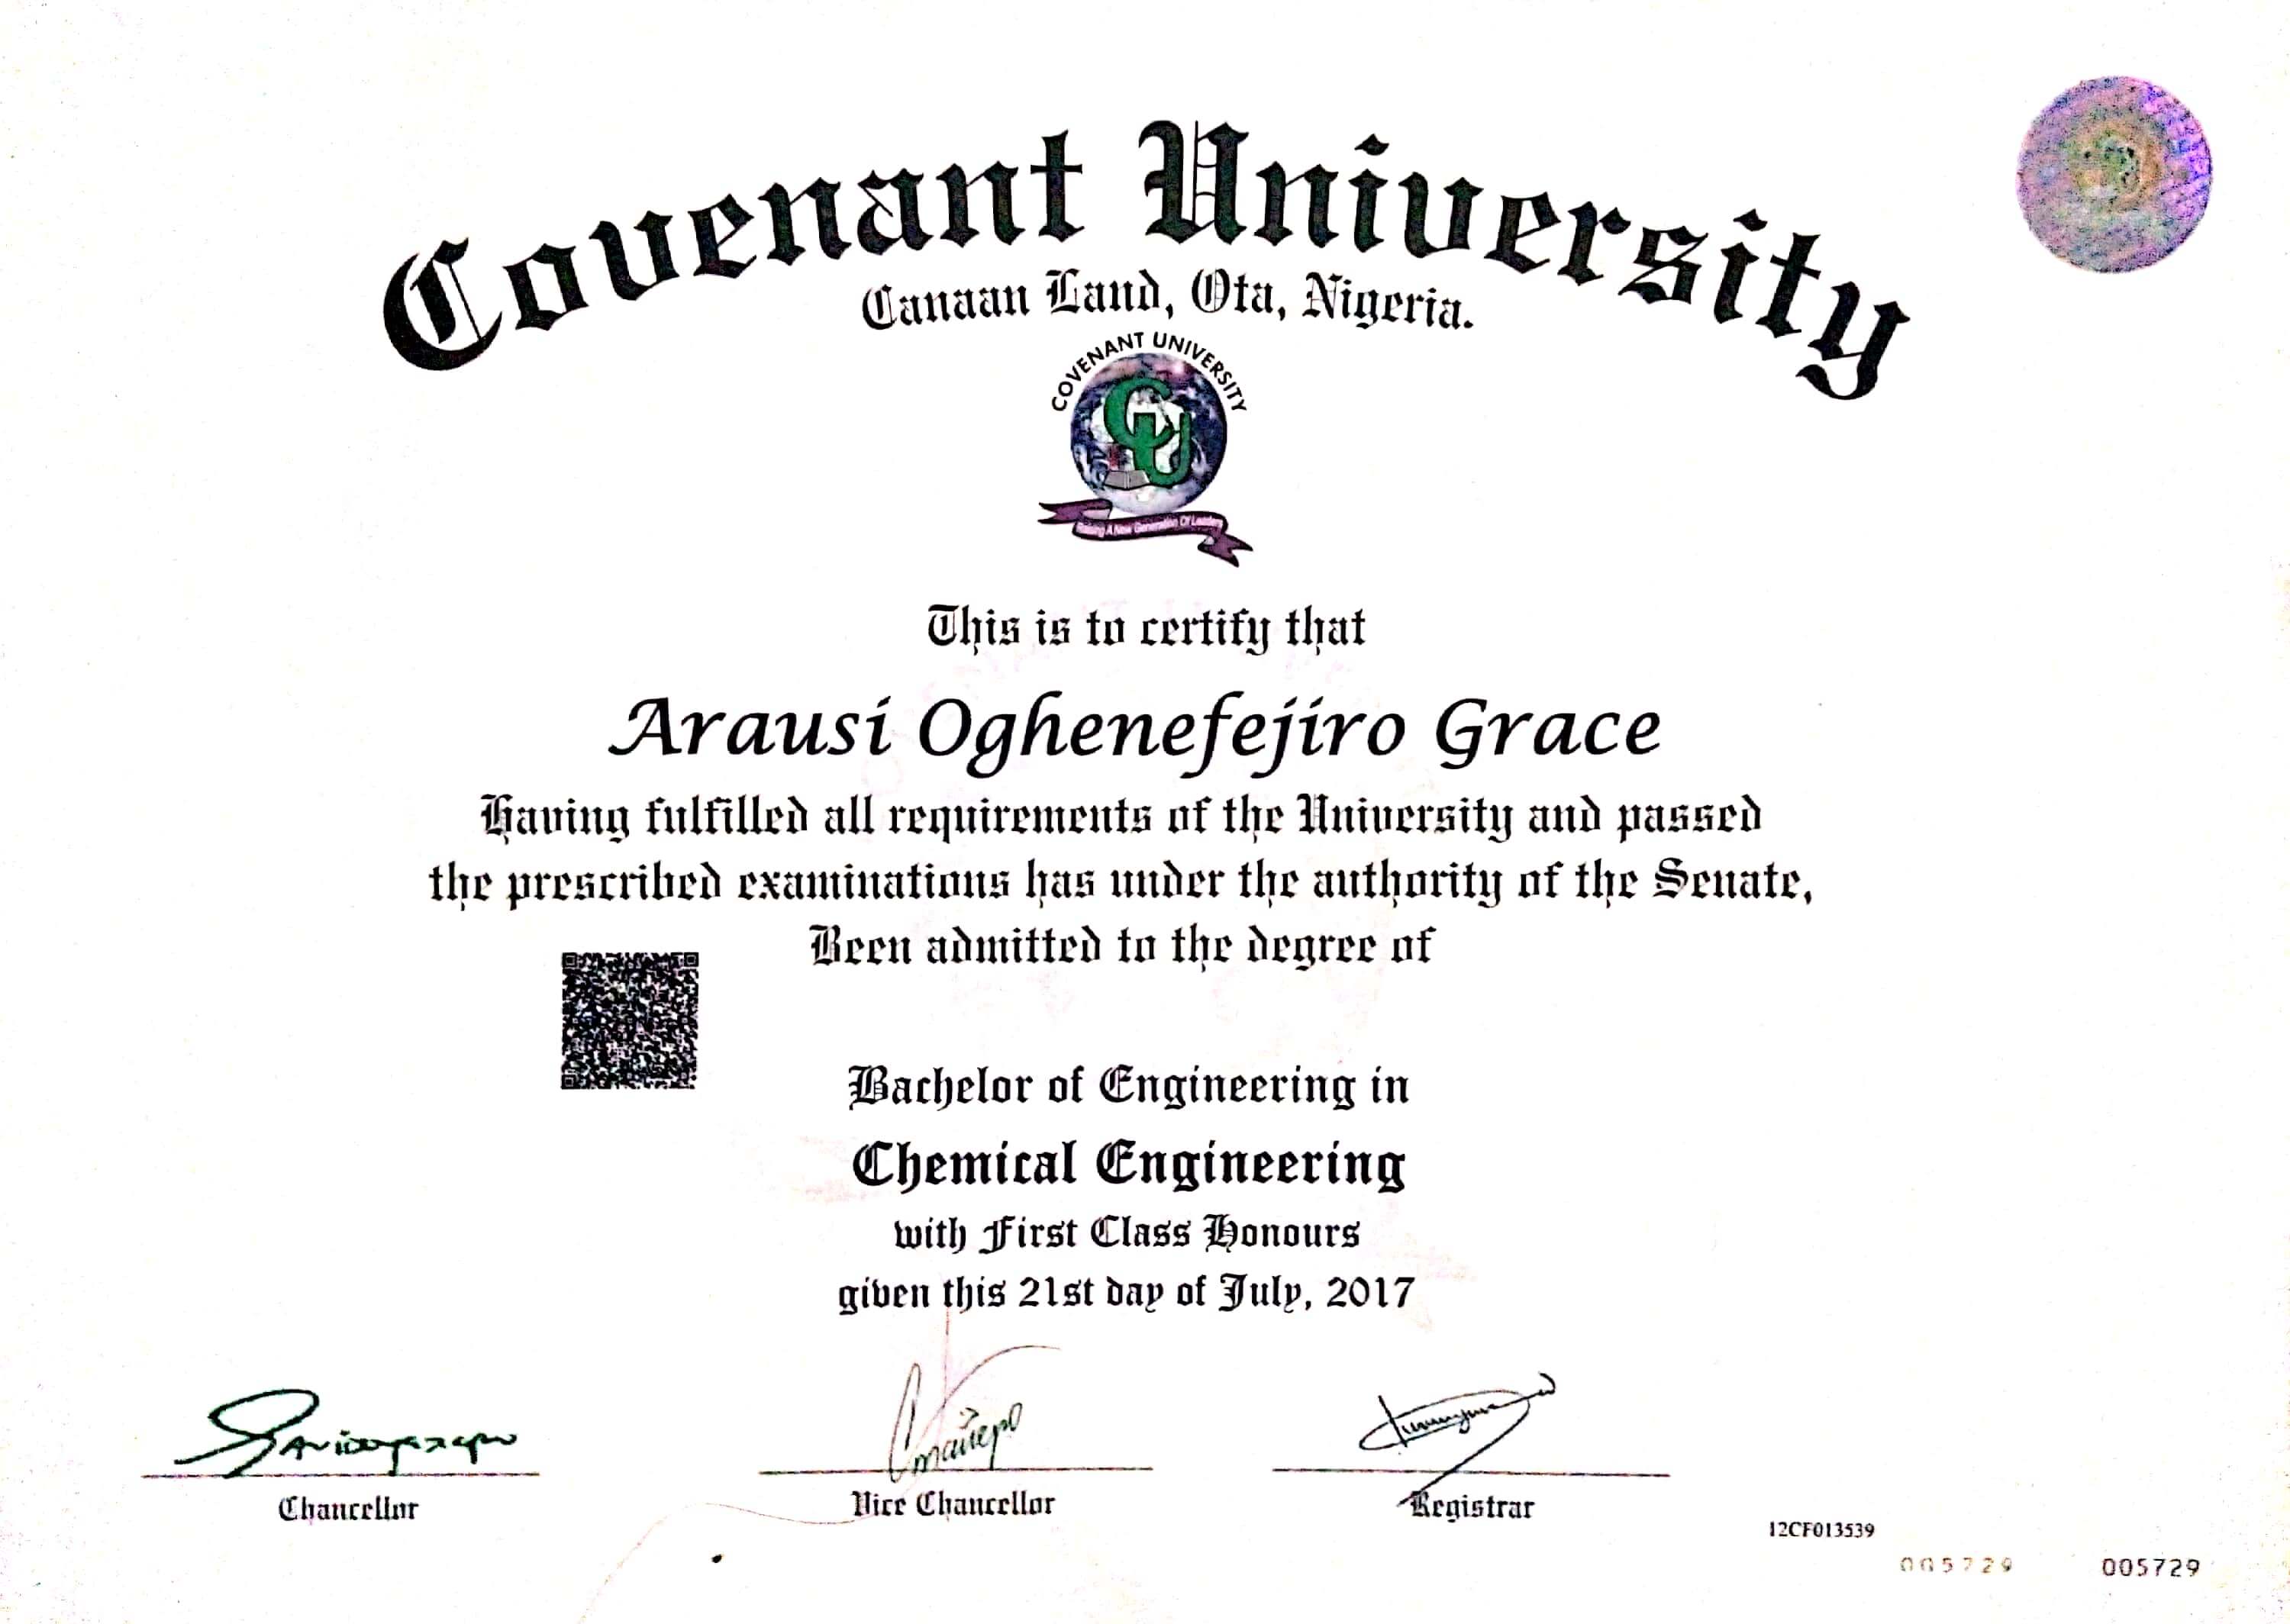 Covenant University
Canaan Land, Ota, Nigeria.
COVENANT UNIVERSITY
CU
Raising A New Generation Of Leaders
This is to certify that
Arausi Oghenefejiro Grace
Having fulfilled all requirements of the University and passed
the prescribed examinations has under the authority of the Senate,
Been admitted to the degree of
Bachelor of Engineering in
Chemical Engineering
with First Class Honours
given this 21st day of July, 2017
Chancellor
Vice Chancellor
Registrar
12CF013539
005729
005729